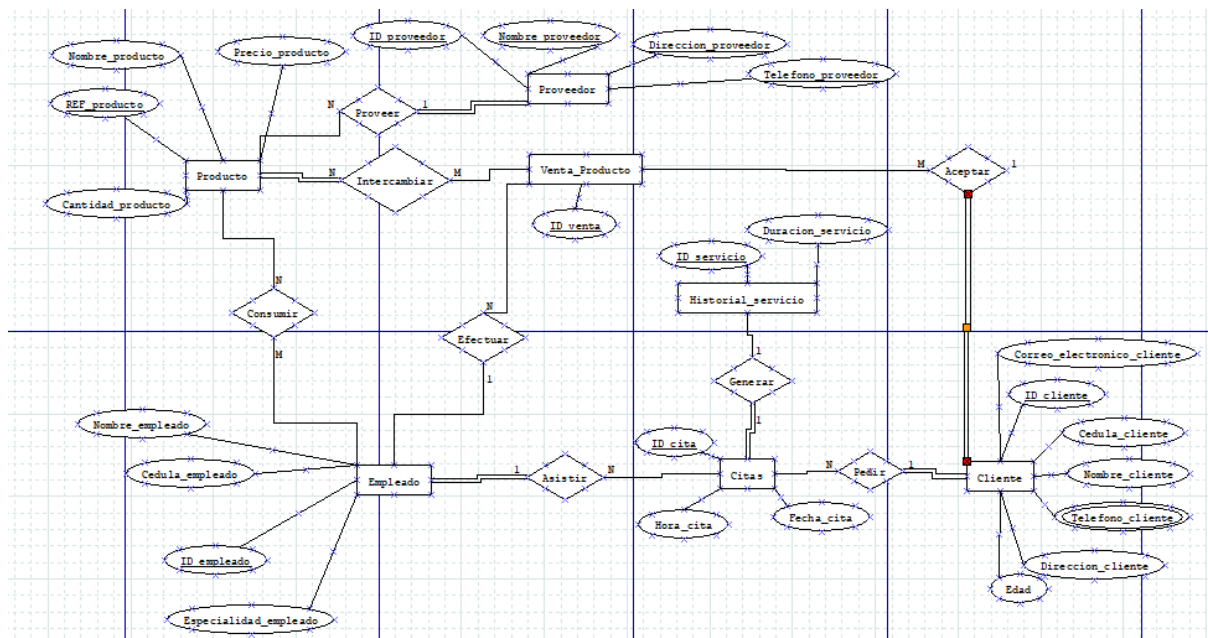 ID_proveedor
Nombre_proveedor
Direccion_proveedor
Nombre_producto
Precio_producto
Telefono_proveedor
REF_producto
Proveedor
N
Proveer
1
Producto
N
Intercambiar
M
Venta_Producto
M
Aceptar
1
Cantidad_producto
ID_venta
Duracion_servicio
ID_servicio
N
Consumir
M
N
Efectuar
1
Historial_servicio
1
Generar
1
Correo_electronico_cliente
ID_cliente
Nombre_empleado
ID_cita
Cedula_cliente
Cedula_empleado
Empleado
1
Asistir
N
Citas
N
Pedir
1
Cliente
Nombre_cliente
Hora_cita
Fecha_cita
Telefono_cliente
ID_empleado
Direccion_cliente
Edad
Especialidad_empleado